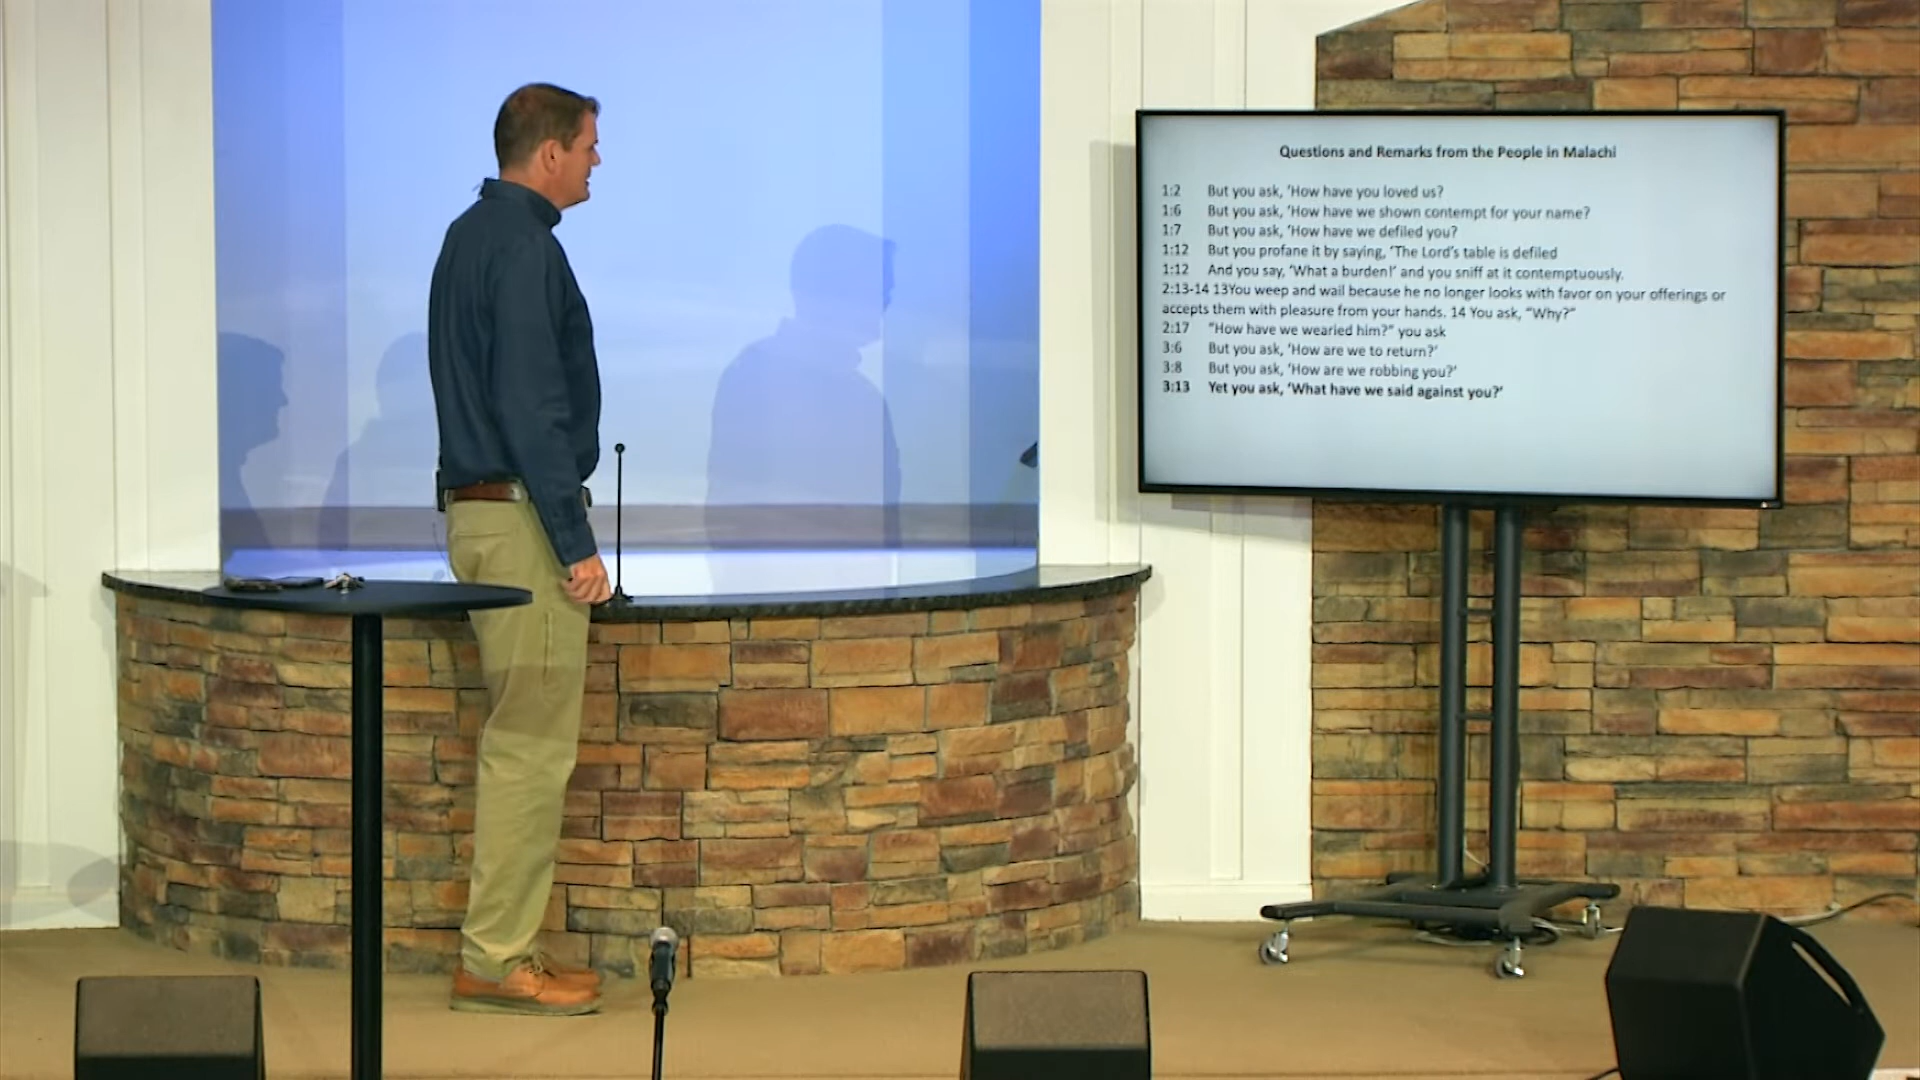 Questions and Remarks from the People in Malachi
1:2 But you ask, ‘How have you loved us?
1:6 But you ask, ‘How have we shown contempt for your name?
1:7 But you ask, ‘How have we defiled you?
1:12 But you profane it by saying, ‘The Lord’s table is defiled
1:12 And you say, ‘What a burden!’ and you sniff at it contemptuously.
2:13-14 13You weep and wail because he no longer looks with favor on your offerings or
accepts them with pleasure from your hands. 14 You ask, “Why?”
2:17 “How have we wearied him?” you ask
3:6 But you ask, ‘How are we to return?’
3:8 But you ask, ‘How are we robbing you?’
3:13 Yet you ask, ‘What have we said against you?’